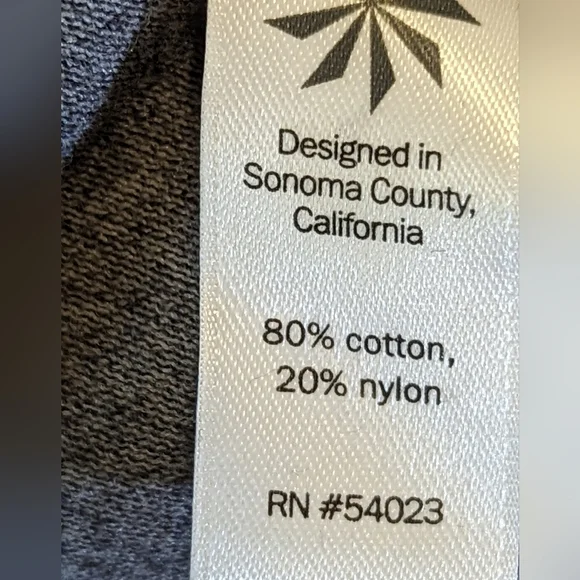 Designed in
Sonoma County,
California
80% cotton,
20% nylon
RN #54023